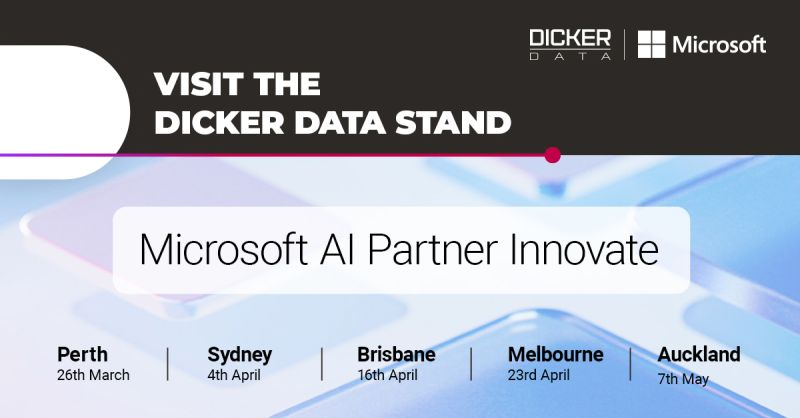 DICKER
DATA
Microsoft
VISIT THE
DICKER DATA STAND
Microsoft AI Partner Innovate
Perth
26th March
Sydney
4th April
Brisbane
16th April
Melbourne
23rd April
Auckland
7th May